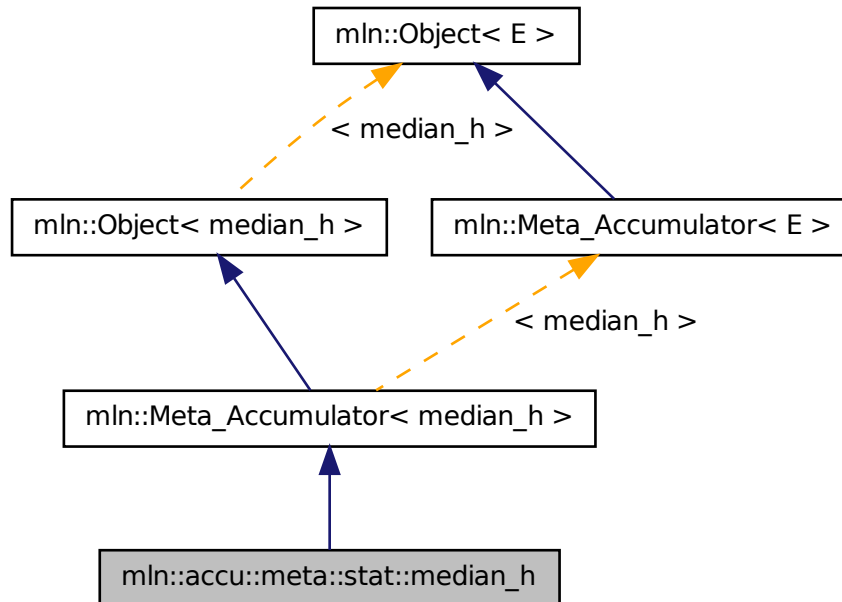 mln::Object< E >
< median_h >
mln::Object< median_h >
mln::Meta_Accumulator< E >
< median_h >
mln::Meta_Accumulator< median_h >
mln::accu::meta::stat::median_h